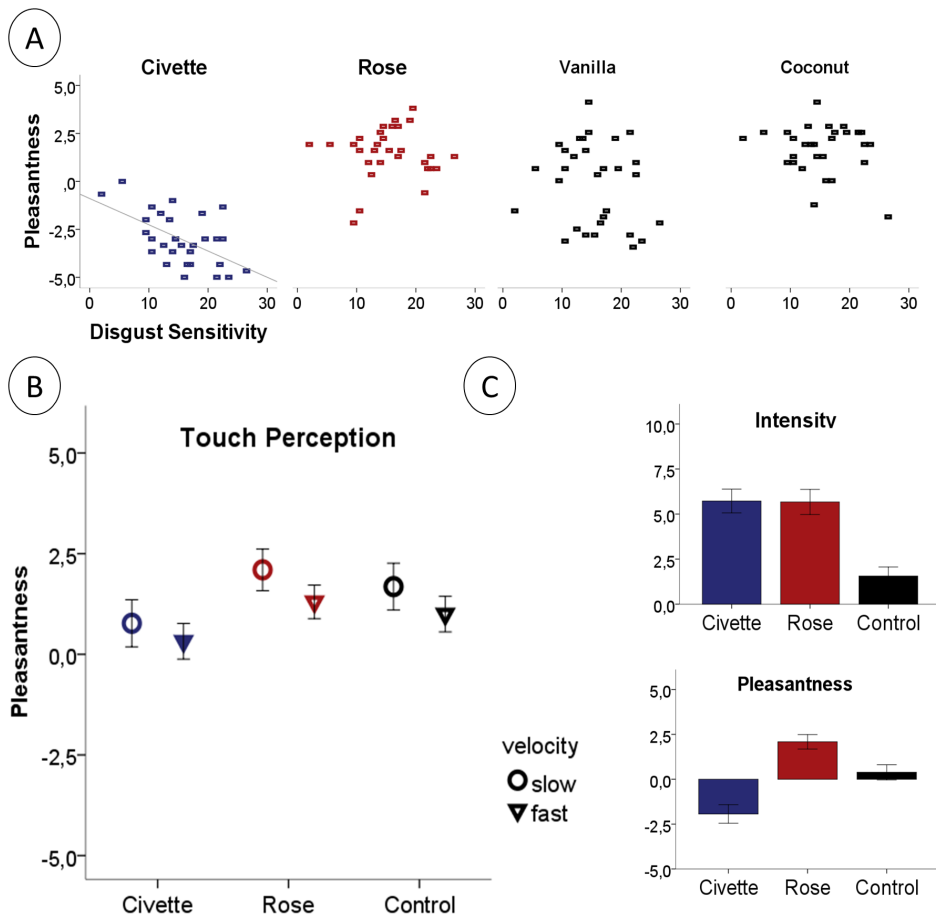 A
Civette
Rose
Vanilla
Coconut
Pleasantness
5,0
2,5
,0
-2,5
-5,0
0 10 20 30
0 10 20 30
0 10 20 30
0 10 20 30
Disgust Sensitivity
B
Touch Perception
Pleasantness
5,0
2,5
0,0
-2,5
-5,0
Civette Rose Control
velocity
slow
fast
C
Intensitv
10,0
7,5
5,0
2,5
0,0
Civette Rose Control
Pleasantness
5,0
2,5
0,0
-2,5
-5,0
Civette Rose Control